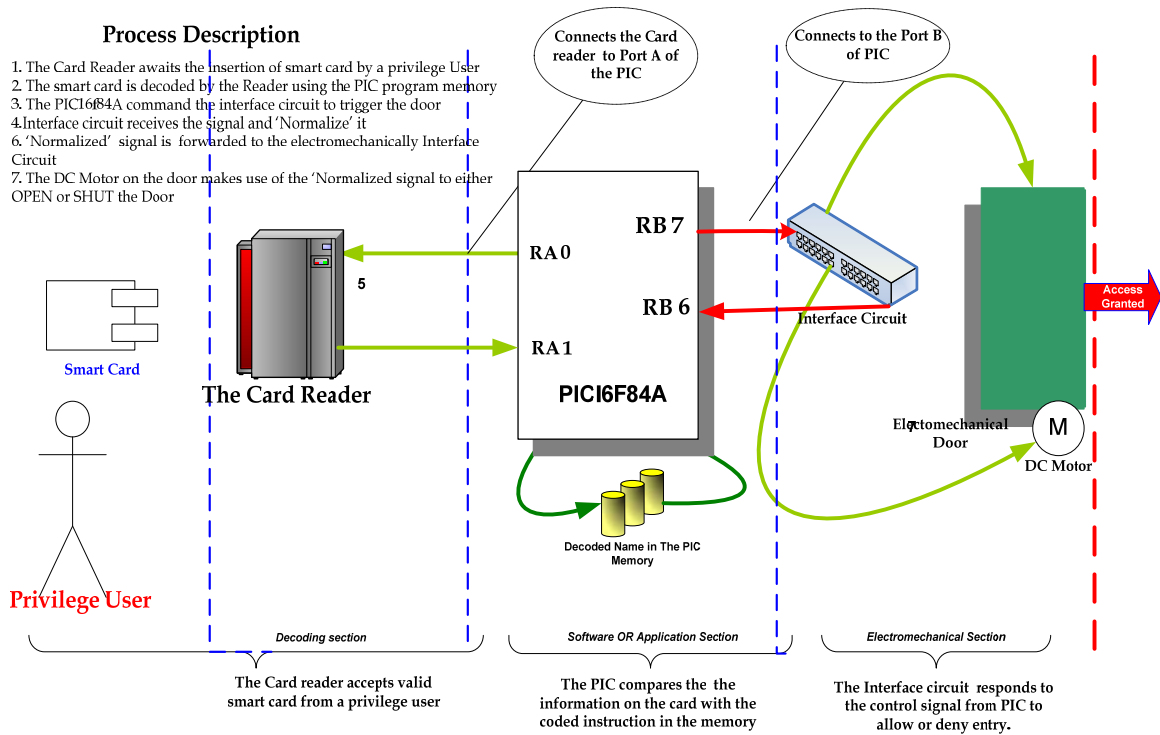 Process Description
1. The Card Reader awaits the insertion of smart card by a privilege User
2. The smart card is decoded by the Reader using the PIC program memory
3. The PIC16f84A command the interface circuit to trigger the door
4.Interface circuit receives the signal and ‘Normalize’ it
6. ‘Normalized’ signal is forwarded to the electromechanically Interface
Circuit
7. The DC Motor on the door makes use of the ‘Normalized signal to either
OPEN or SHUT the Door
Connects the Card
reader to Port A of
the PIC
Connects to the Port B
of PIC
RA0
RA1
RB 7
RB 6
PICI6F84A
5
Smart Card
The Card Reader
Privilege User
Interface Circuit
Access
Granted
7
Electomechanical
Door
M
DC Motor
Decoded Name in The PIC
Memory
Decoding section
Software OR Application Section
Electromechanical Section
The Card reader accepts valid
smart card from a privilege user
The PIC compares the the
information on the card with the
coded instruction in the memory
The Interface circuit responds to
the control signal from PIC to
allow or deny entry.